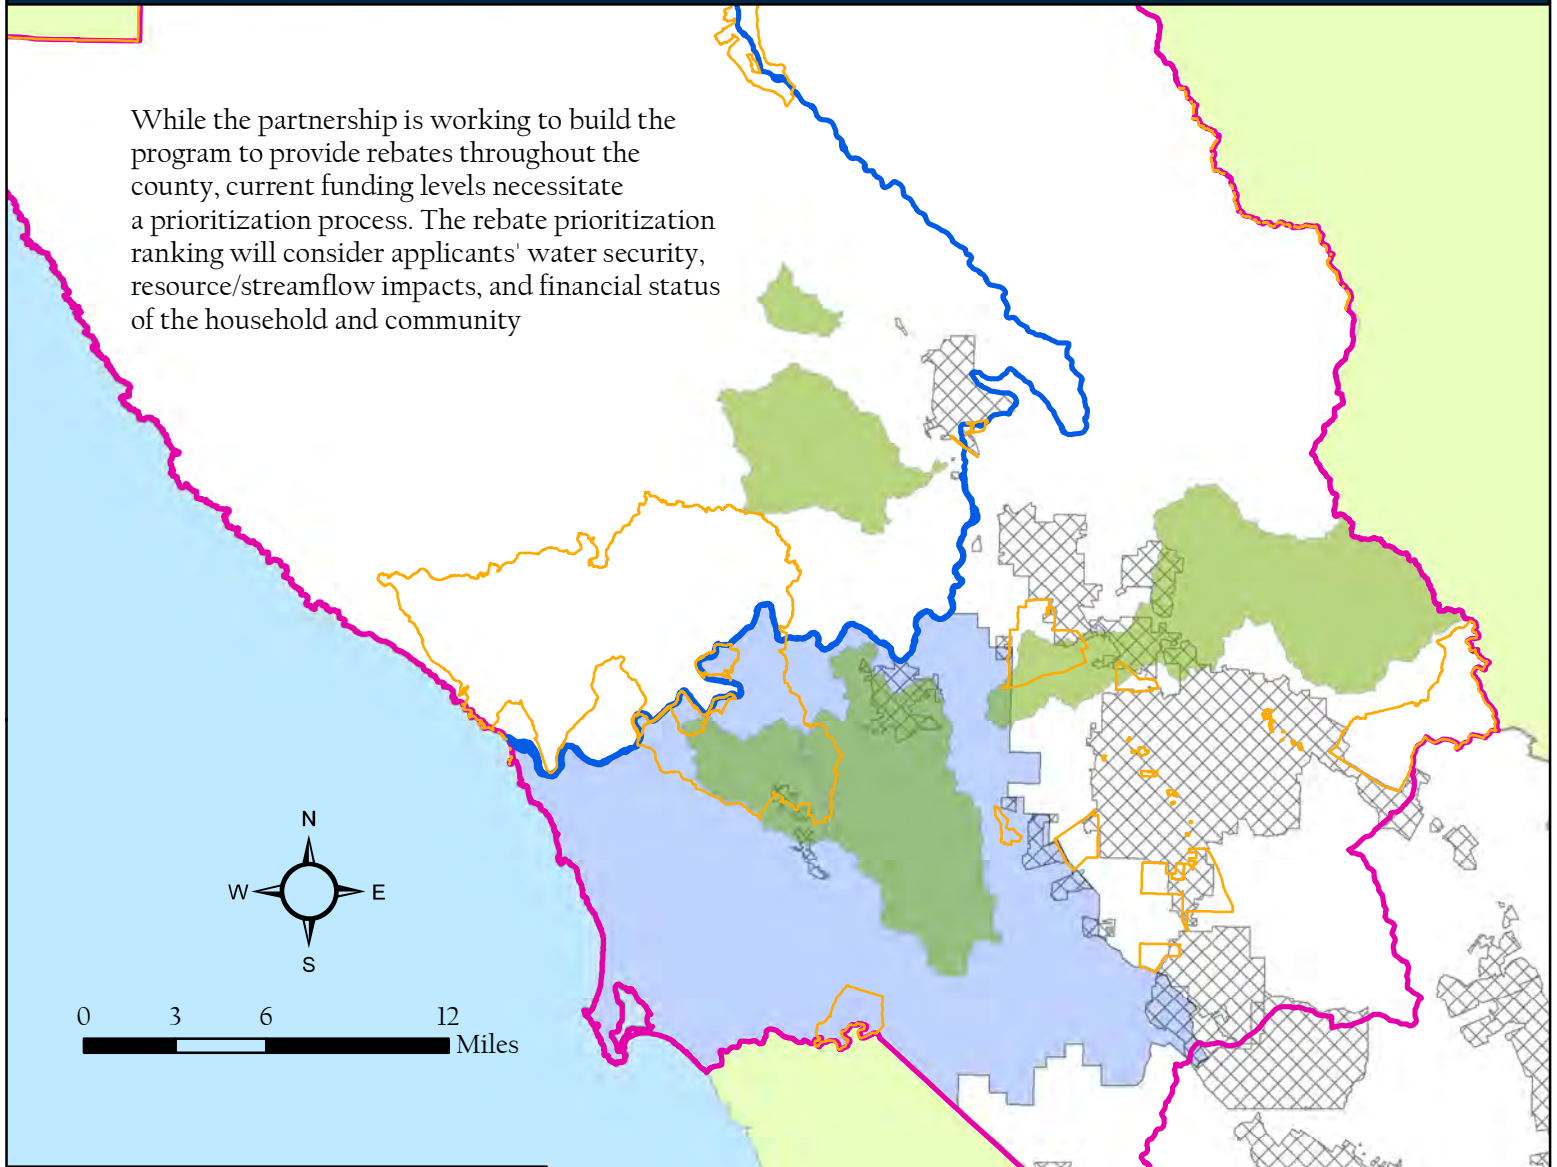 While the partnership is working to build the
program to provide rebates throughout the
county, current funding levels necessitate
a prioritization process. The rebate prioritization
ranking will consider applicants' water security,
resource/streamflow impacts, and financial status
of the household and community
N
W E
S
0 3 6 12
Miles